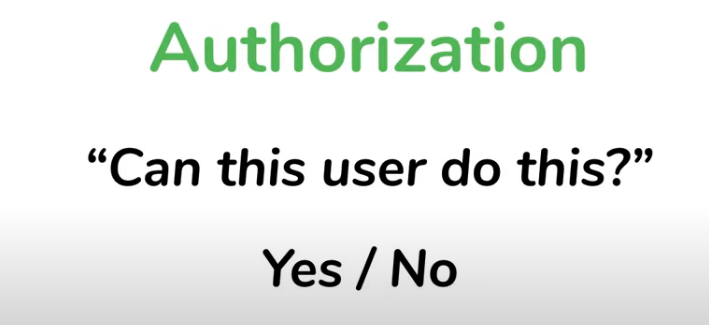 Authorization
“Can this user do this?”
Yes / No